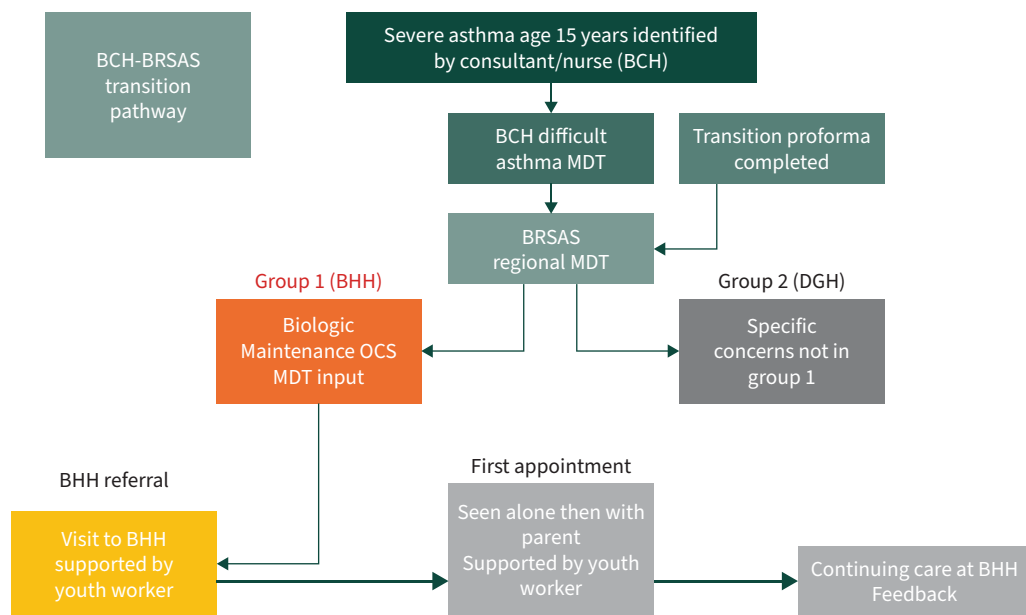 BCH-BRSAS
transition
pathway
Severe asthma age 15 years identified
by consultant/nurse (BCH)
BCH difficult
asthma MDT
Transition proforma
completed
BRSAS
regional MDT
Group 1 (BHH)
Biologic
Maintenance OCS
MDT input
Group 2 (DGH)
Specific
concerns not in
group 1
BHH referral
Visit to BHH
supported by
youth worker
First appointment
Seen alone then with
parent
Supported by youth
worker
Continuing care at BHH
Feedback